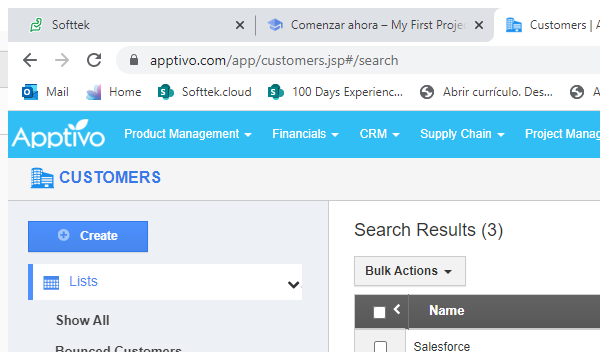 Softtek
Comenzar ahora – My First Projec
Customers | A
apptivo.com/app/customers.jsp#/search
Mail Home Softtek.cloud 100 Days Experienc... Abrir currículo. Des... A
Apptivo Product Management Financials CRM Supply Chain Project Manag
CUSTOMERS
Create
Lists
Show All
Bounced Customers
Search Results (3)
Bulk Actions
Name
Salesforce